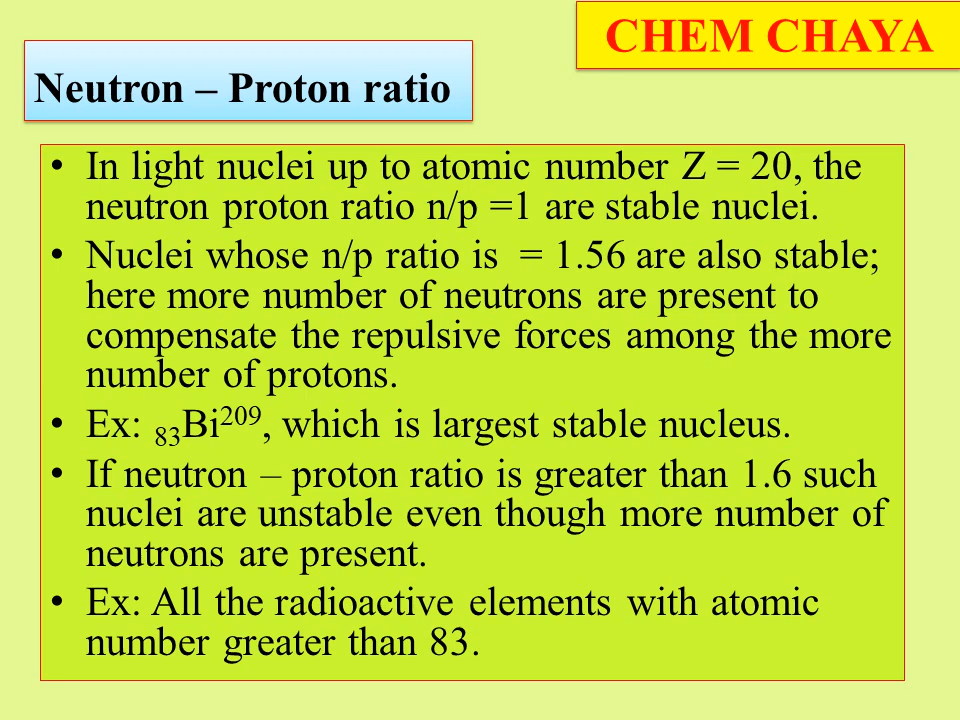 CHEM CHAYA
Neutron – Proton ratio
• In light nuclei up to atomic number Z = 20, the
neutron proton ratio n/p =1 are stable nuclei.
• Nuclei whose n/p ratio is = 1.56 are also stable;
here more number of neutrons are present to
compensate the repulsive forces among the more
number of protons.
• Ex: ₈₃Bi²⁰⁹, which is largest stable nucleus.
• If neutron – proton ratio is greater than 1.6 such
nuclei are unstable even though more number of
neutrons are present.
• Ex: All the radioactive elements with atomic
number greater than 83.